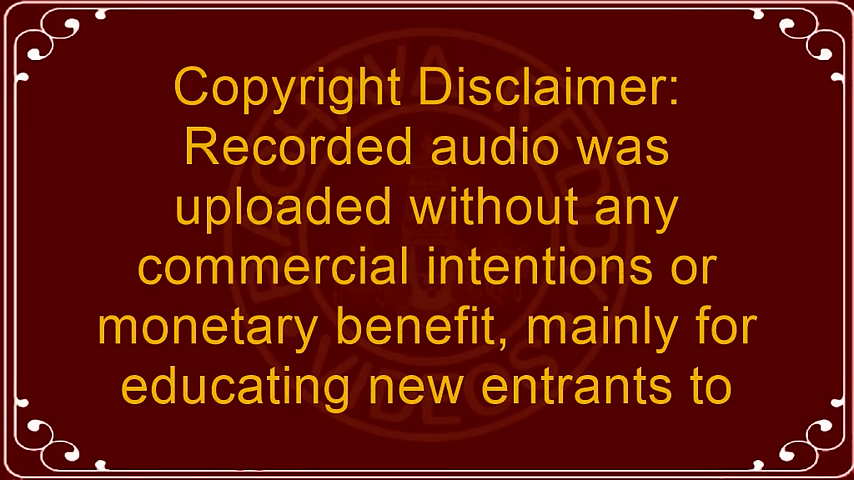 Copyright Disclaimer:
Recorded audio was
uploaded without any
commercial intentions or
monetary benefit, mainly for
educating new entrants to
VIDEOS